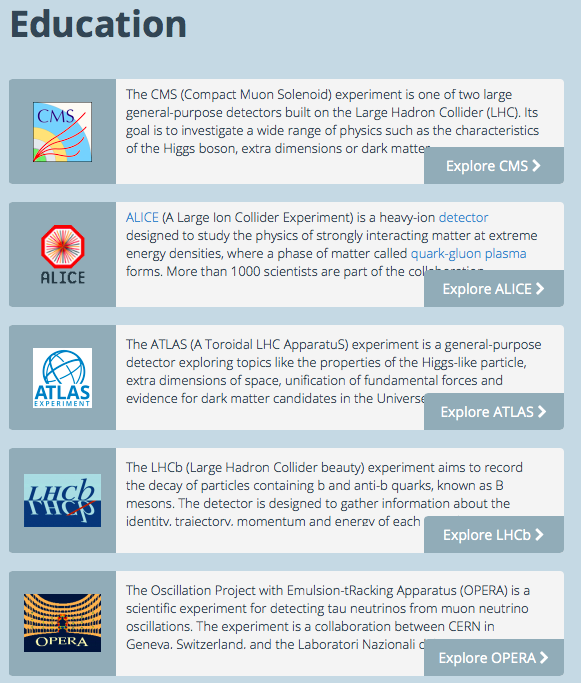 Education
CMS
The CMS (Compact Muon Solenoid) experiment is one of two large
general-purpose detectors built on the Large Hadron Collider (LHC). Its
goal is to investigate a wide range of physics such as the characteristics
of the Higgs boson, extra dimensions or dark matter
Explore CMS
ALICE
ALICE (A Large Ion Collider Experiment) is a heavy-ion detector
designed to study the physics of strongly interacting matter at extreme
energy densities, where a phase of matter called quark-gluon plasma
forms. More than 1000 scientists are part of the collaboration
Explore ALICE
ATLAS
EXPERIMENT
The ATLAS (A Toroidal LHC ApparatuS) experiment is a general-purpose
detector exploring topics like the properties of the Higgs-like particle,
extra dimensions of space, unification of fundamental forces and
evidence for dark matter candidates in the Universe
Explore ATLAS
LHCb
LHCp
The LHCb (Large Hadron Collider beauty) experiment aims to record
the decay of particles containing b and anti-b quarks, known as B
mesons. The detector is designed to gather information about the
identity, trajectory, momentum and energy of each
Explore LHCb
OPERA
The Oscillation Project with Emulsion-tRacking Apparatus (OPERA) is a
scientific experiment for detecting tau neutrinos from muon neutrino
oscillations. The experiment is a collaboration between CERN in
Geneva, Switzerland, and the Laboratori Nazionali
Explore OPERA